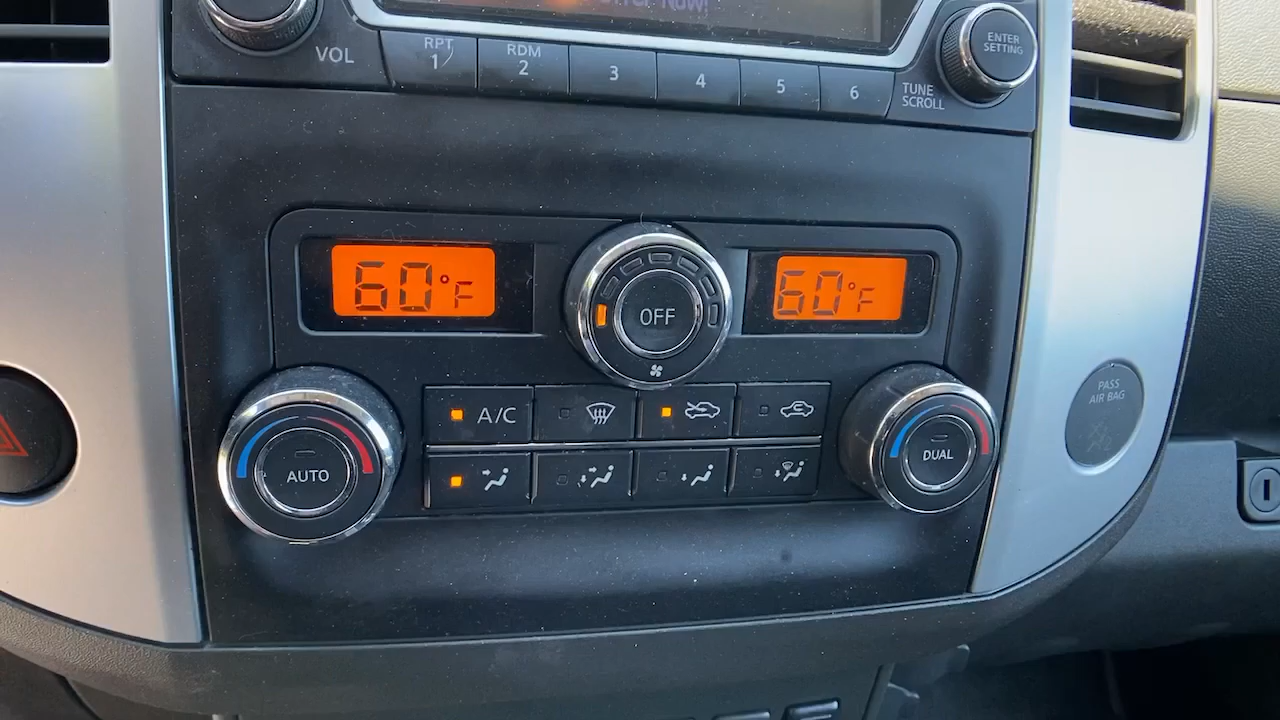 Now!
VOL
RPT
1
RDM
2
3
4
5
6
TUNE
SCROLL
ENTER
SETTING
60°F
OFF
60°F
PASS
AIR BAG
A/C
AUTO
DUAL